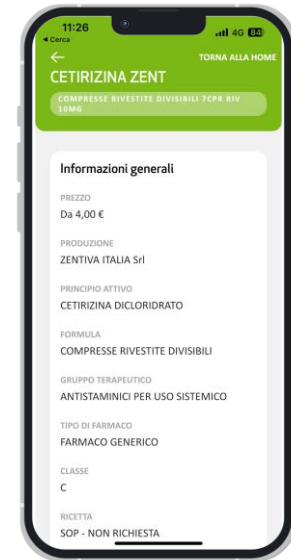 11:26
4G 84
Cerca
TORNA ALLA HOME
CETIRIZINA ZENT
COMPRESSE RIVESTITE DIVISIBILI 7CPR RIV
10MG
Informazioni generali
PREZZO
Da 4,00 €
PRODUZIONE
ZENTIVA ITALIA Srl
PRINCIPIO ATTIVO
CETIRIZINA DICLORIDRATO
FORMULA
COMPRESSE RIVESTITE DIVISIBILI
GRUPPO TERAPEUTICO
ANTISTAMINICI PER USO SISTEMICO
TIPO DI FARMACO
FARMACO GENERICO
CLASSE
C
RICETTA
SOP - NON RICHIESTA